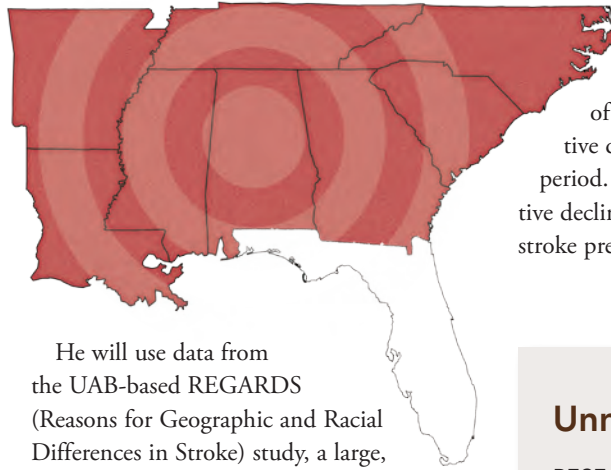 of
tive
period.
tive declin
stroke pre
He will use data from
the UAB-based REGARDS
(Reasons for Geographic and Racial
Differences in Stroke) study, a large,
Unn